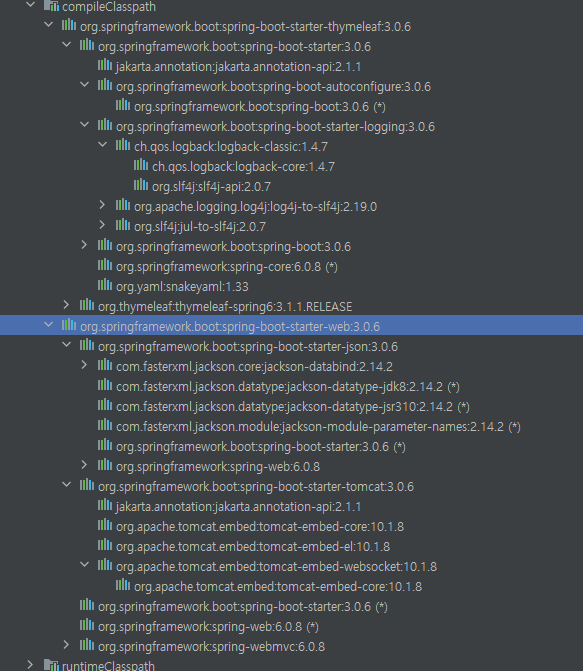 compileClasspath
org.springframework.boot:spring-boot-starter-thymeleaf:3.0.6
org.springframework.boot:spring-boot-starter:3.0.6
jakarta.annotation:jakarta.annotation-api:2.1.1
org.springframework.boot:spring-boot-autoconfigure:3.0.6
org.springframework.boot:spring-boot:3.0.6 (*)
org.springframework.boot:spring-boot-starter-logging:3.0.6
ch.qos.logback:logback-classic:1.4.7
ch.qos.logback:logback-core:1.4.7
org.slf4j:slf4j-api:2.0.7
org.apache.logging.log4j:log4j-to-slf4j:2.19.0
org.slf4j:jul-to-slf4j:2.0.7
org.springframework.boot:spring-boot:3.0.6
org.springframework:spring-core:6.0.8 (*)
org.yaml:snakeyaml:1.33
org.thymeleaf:thymeleaf-spring6:3.1.1.RELEASE
org.springframework.boot:spring-boot-starter-web:3.0.6
org.springframework.boot:spring-boot-starter-json:3.0.6
com.fasterxml.jackson.core:jackson-databind:2.14.2
com.fasterxml.jackson.datatype:jackson-datatype-jdk8:2.14.2 (*)
com.fasterxml.jackson.datatype:jackson-datatype-jsr310:2.14.2 (*)
com.fasterxml.jackson.module:jackson-module-parameter-names:2.14.2 (*)
org.springframework.boot:spring-boot-starter:3.0.6 (*)
org.springframework:spring-web:6.0.8
org.springframework.boot:spring-boot-starter-tomcat:3.0.6
jakarta.annotation:jakarta.annotation-api:2.1.1
org.apache.tomcat.embed:tomcat-embed-core:10.1.8
org.apache.tomcat.embed:tomcat-embed-el:10.1.8
org.apache.tomcat.embed:tomcat-embed-websocket:10.1.8
org.apache.tomcat.embed:tomcat-embed-core:10.1.8
org.springframework.boot:spring-boot-starter:3.0.6 (*)
org.springframework:spring-web:6.0.8 (*)
org.springframework:spring-webmvc:6.0.8
runtimeClasspath